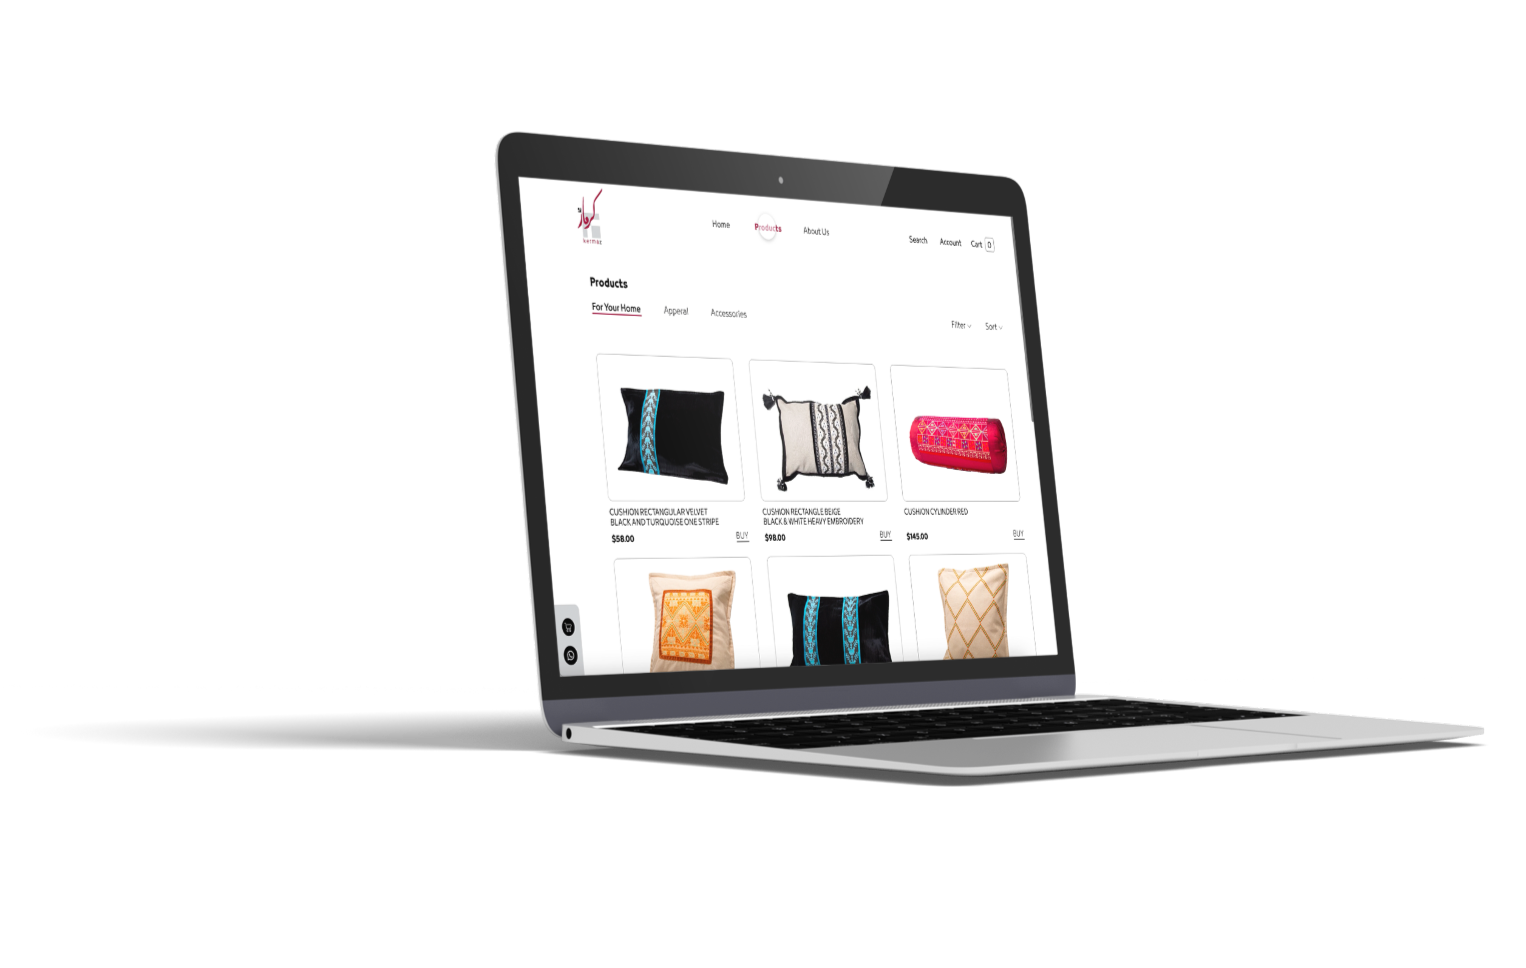 كرماز
kermaz
Home
Products
About Us
Search
Account
Cart 0
Products
For Your Home
Apperal
Accessories
Filter
Sort
CUSHION RECTANGULAR VELVET
BLACK AND TURQUOISE ONE STRIPE
$58.00
BUY
CUSHION RECTANGLE BEIGE
BLACK & WHITE HEAVY EMBROIDERY
$98.00
BUY
CUSHION CYLINDER RED
$145.00
BUY